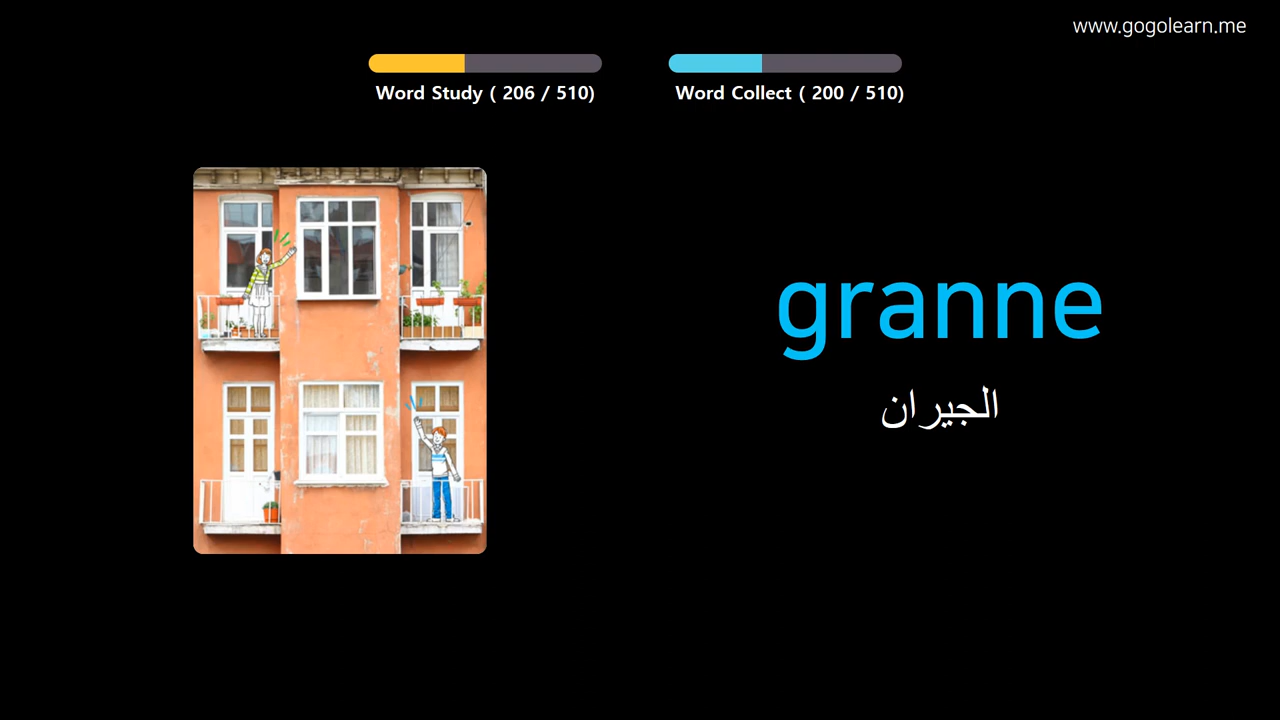 www.gogolearn.me
Word Study ( 206 / 510)
Word Collect ( 200 / 510)
granne
الجيران